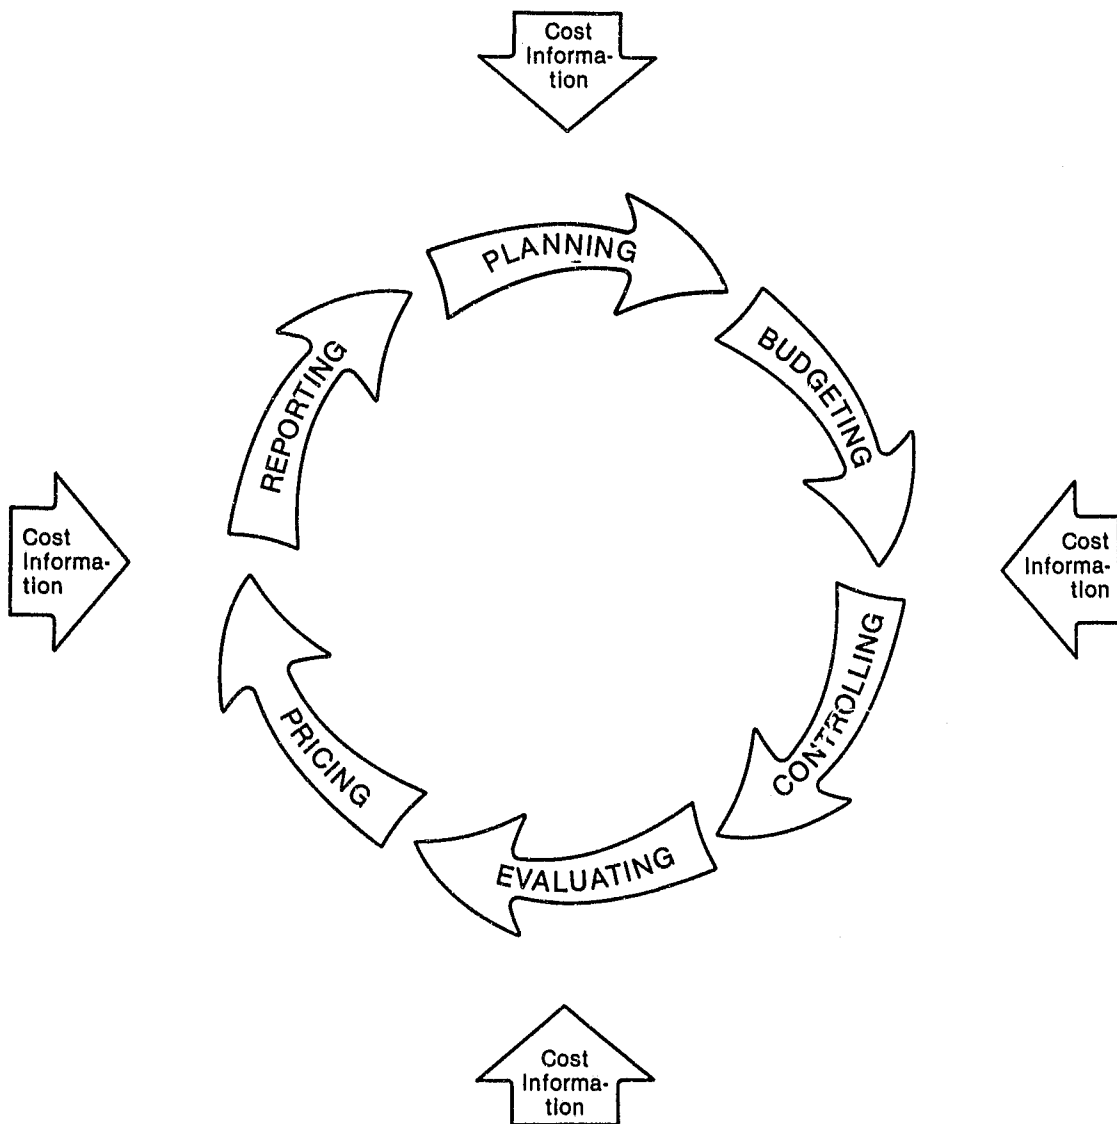 Cost
Informa-
tion
PLANNING
BUDGETING
CONTROLLING
EVALUATING
PRICING
REPORTING
Cost
Informa-
tion
Cost
Informa-
tion
Cost
Informa-
tion